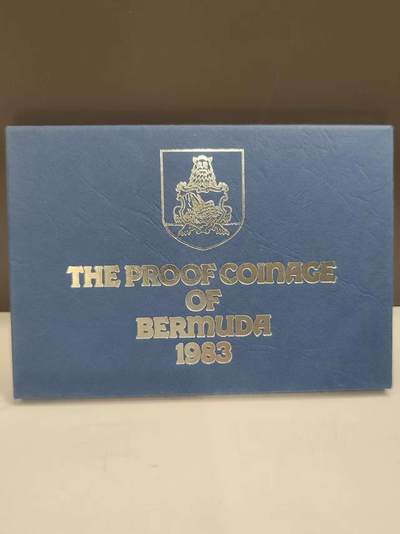 THE PROOF COINAGE
OF
BERMUDA
1983